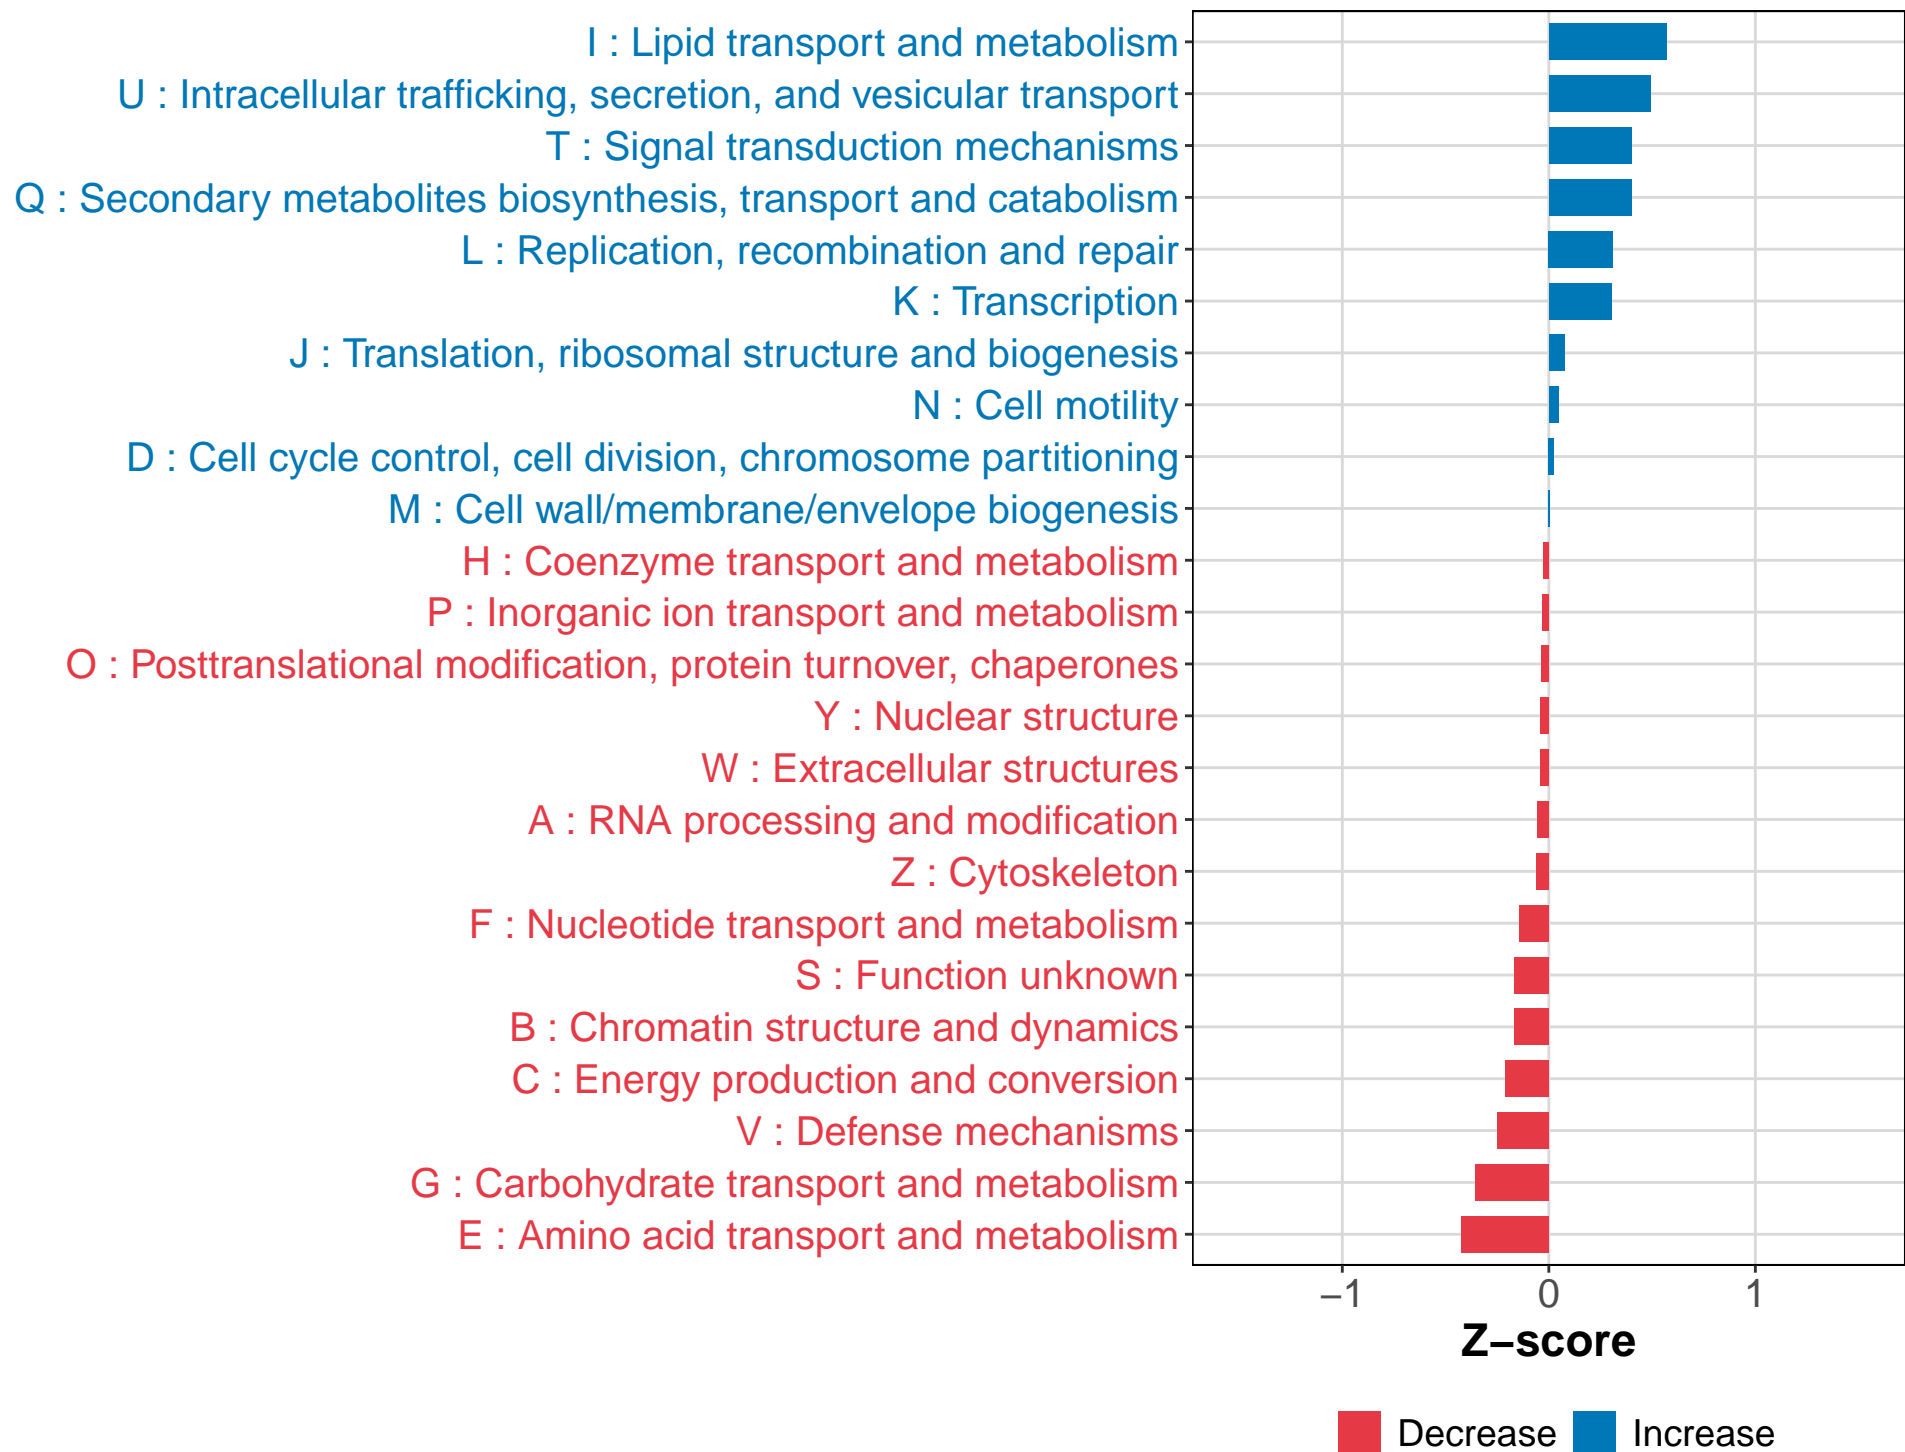 I : Lipid transport and metabolism
U : Intracellular trafficking, secretion, and vesicular transport
T : Signal transduction mechanisms
Q : Secondary metabolites biosynthesis, transport and catabolism
L : Replication, recombination and repair
K : Transcription
J : Translation, ribosomal structure and biogenesis
N : Cell motility
D : Cell cycle control, cell division, chromosome partitioning
M : Cell wall/membrane/envelope biogenesis
H : Coenzyme transport and metabolism
P : Inorganic ion transport and metabolism
O : Posttranslational modification, protein turnover, chaperones
Y : Nuclear structure
W : Extracellular structures
A : RNA processing and modification
Z : Cytoskeleton
F : Nucleotide transport and metabolism
S : Function unknown
B : Chromatin structure and dynamics
C : Energy production and conversion
V : Defense mechanisms
G : Carbohydrate transport and metabolism
E : Amino acid transport and metabolism
−1 0 1
Z−score
Decrease Increase